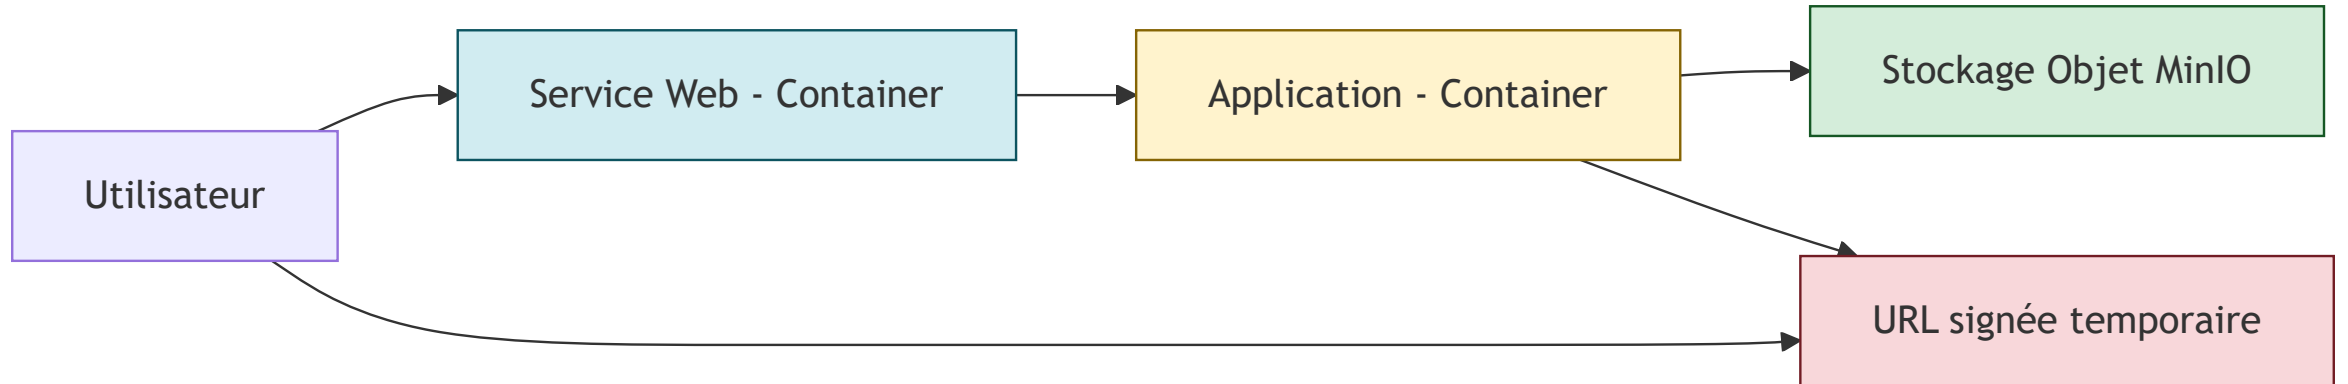 Utilisateur
Service Web - Container
Application - Container
Stockage Objet MinIO
URL signée temporaire